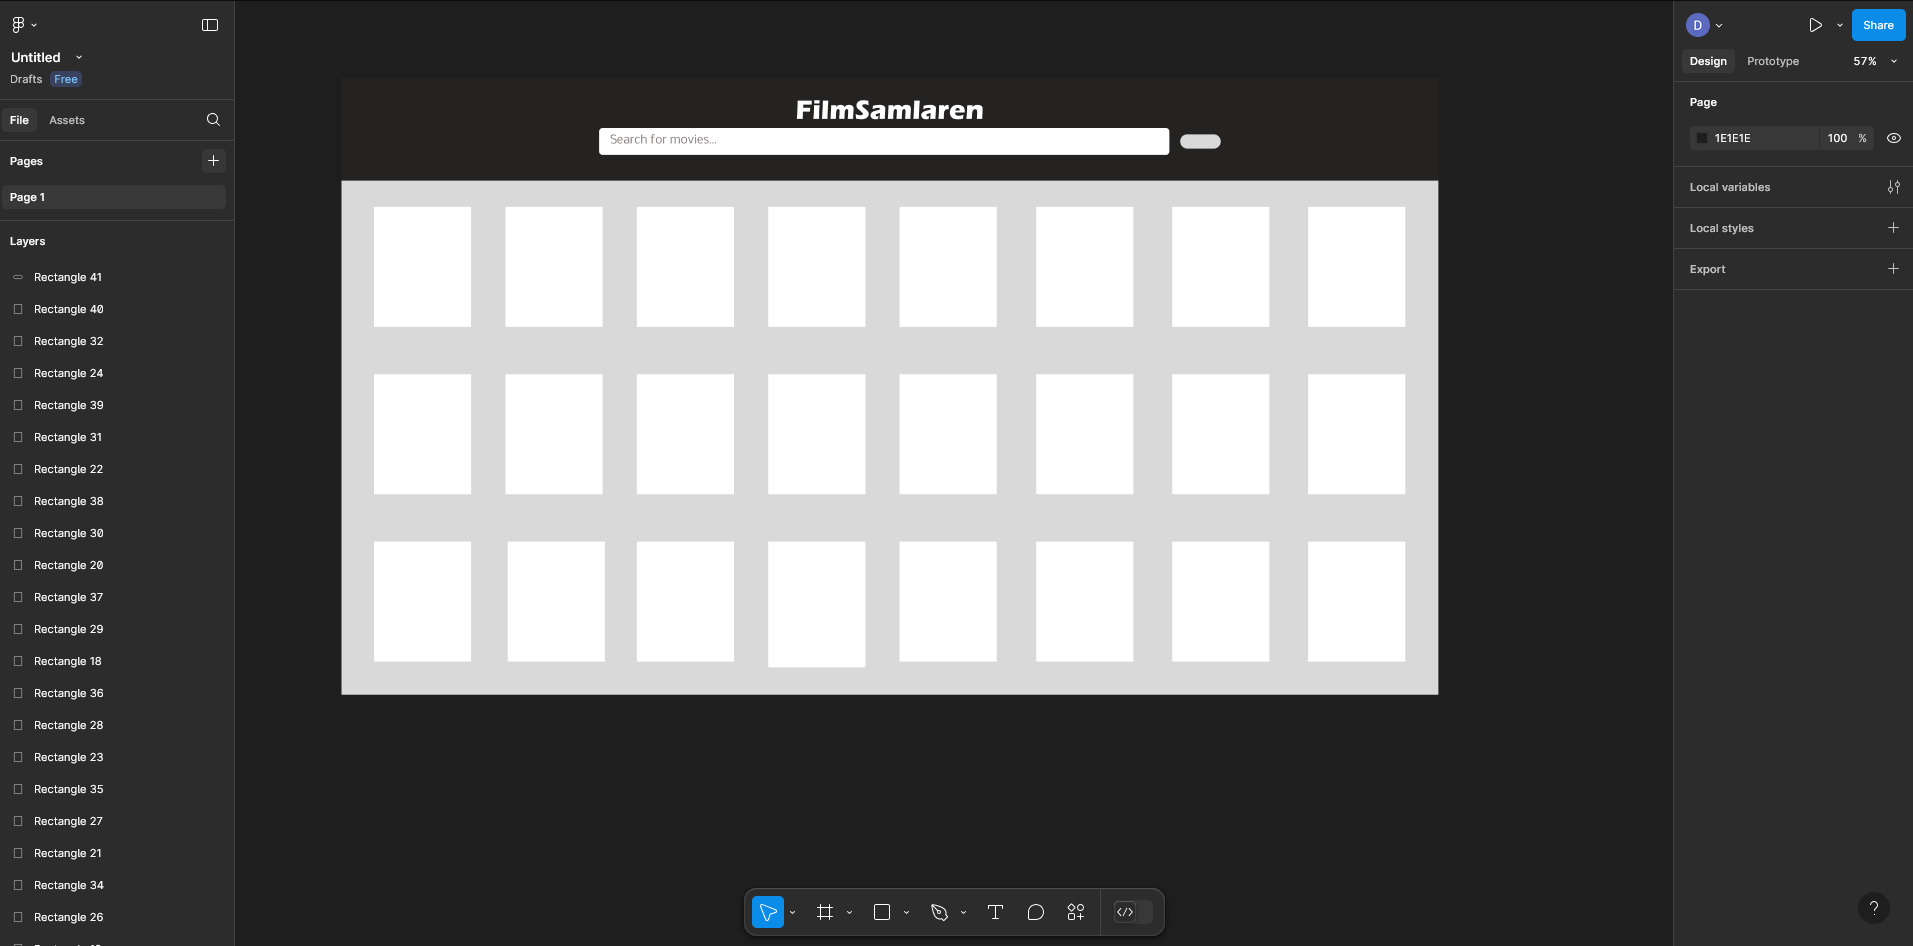 Untitled
Drafts Free
File Assets
Pages
Page 1
Layers
Rectangle 41
Rectangle 40
Rectangle 32
Rectangle 24
Rectangle 39
Rectangle 31
Rectangle 22
Rectangle 38
Rectangle 30
Rectangle 20
Rectangle 37
Rectangle 29
Rectangle 18
Rectangle 36
Rectangle 28
Rectangle 23
Rectangle 35
Rectangle 27
Rectangle 21
Rectangle 34
Rectangle 26
FilmSamlaren
Search for movies...
D
Share
Design Prototype 57%
Page
1E1E1E 100 %
Local variables
Local styles
Export
?